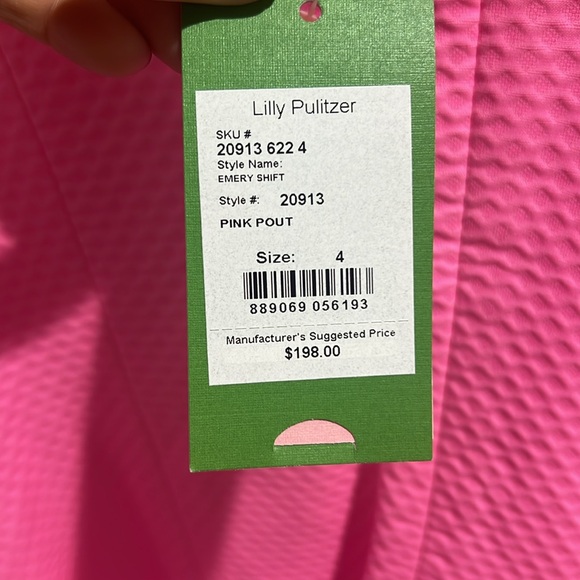 Lilly Pulitzer
SKU #
20913 622 4
Style Name:
EMERY SHIFT
Style #: 20913
PINK POUT
Size: 4
889069 056193
Manufacturer's Suggested Price
$198.00